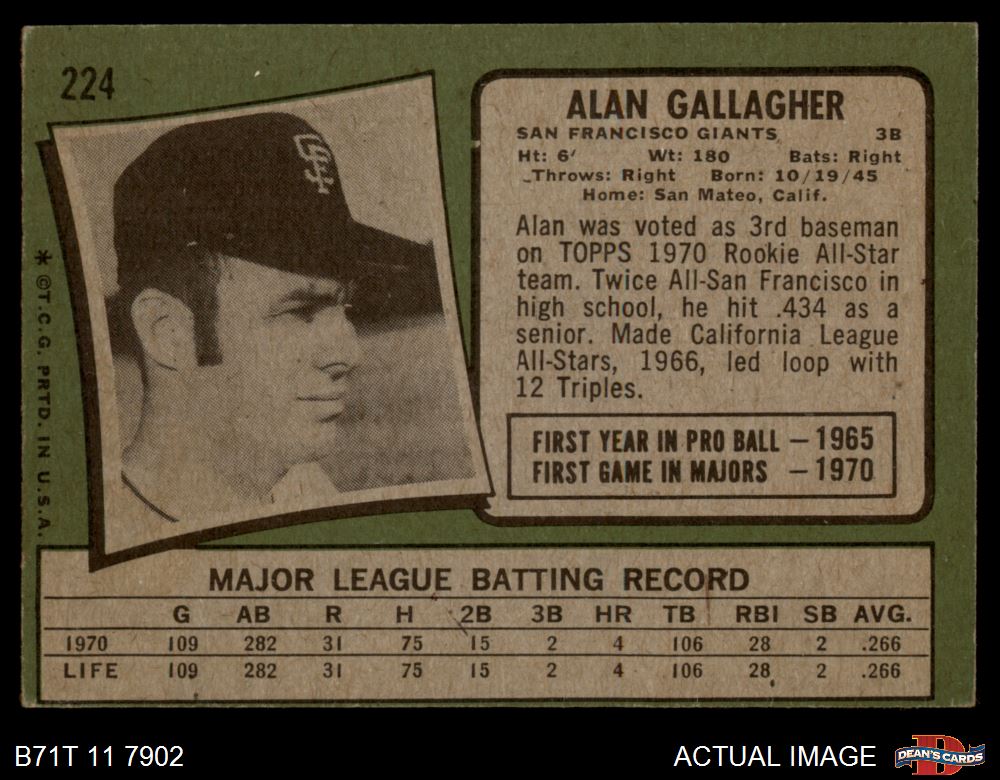 224
SF
ALAN GALLAGHER
SAN FRANCISCO GIANTS 3B
Ht: 6′ Wt: 180 Bats: Right
Throws: Right Born: 10/19/45
Home: San Mateo, Calif.
Alan was voted as 3rd baseman
on TOPPS 1970 Rookie All-Star
team. Twice All-San Francisco in
high school, he hit .434 as a
senior. Made California League
All-Stars, 1966, led loop with
12 Triples.
FIRST YEAR IN PRO BALL – 1965
FIRST GAME IN MAJORS – 1970
* © T.C.G. PRTD. IN U.S.A.
MAJOR LEAGUE BATTING RECORD
G AB R H 2B 3B HR TB RBI SB AVG.
1970 109 282 31 75 15 2 4 106 28 2 .266
LIFE 109 282 31 75 15 2 4 106 28 2 .266
B71T 11 7902
ACTUAL IMAGE
DEAN'S CARDS